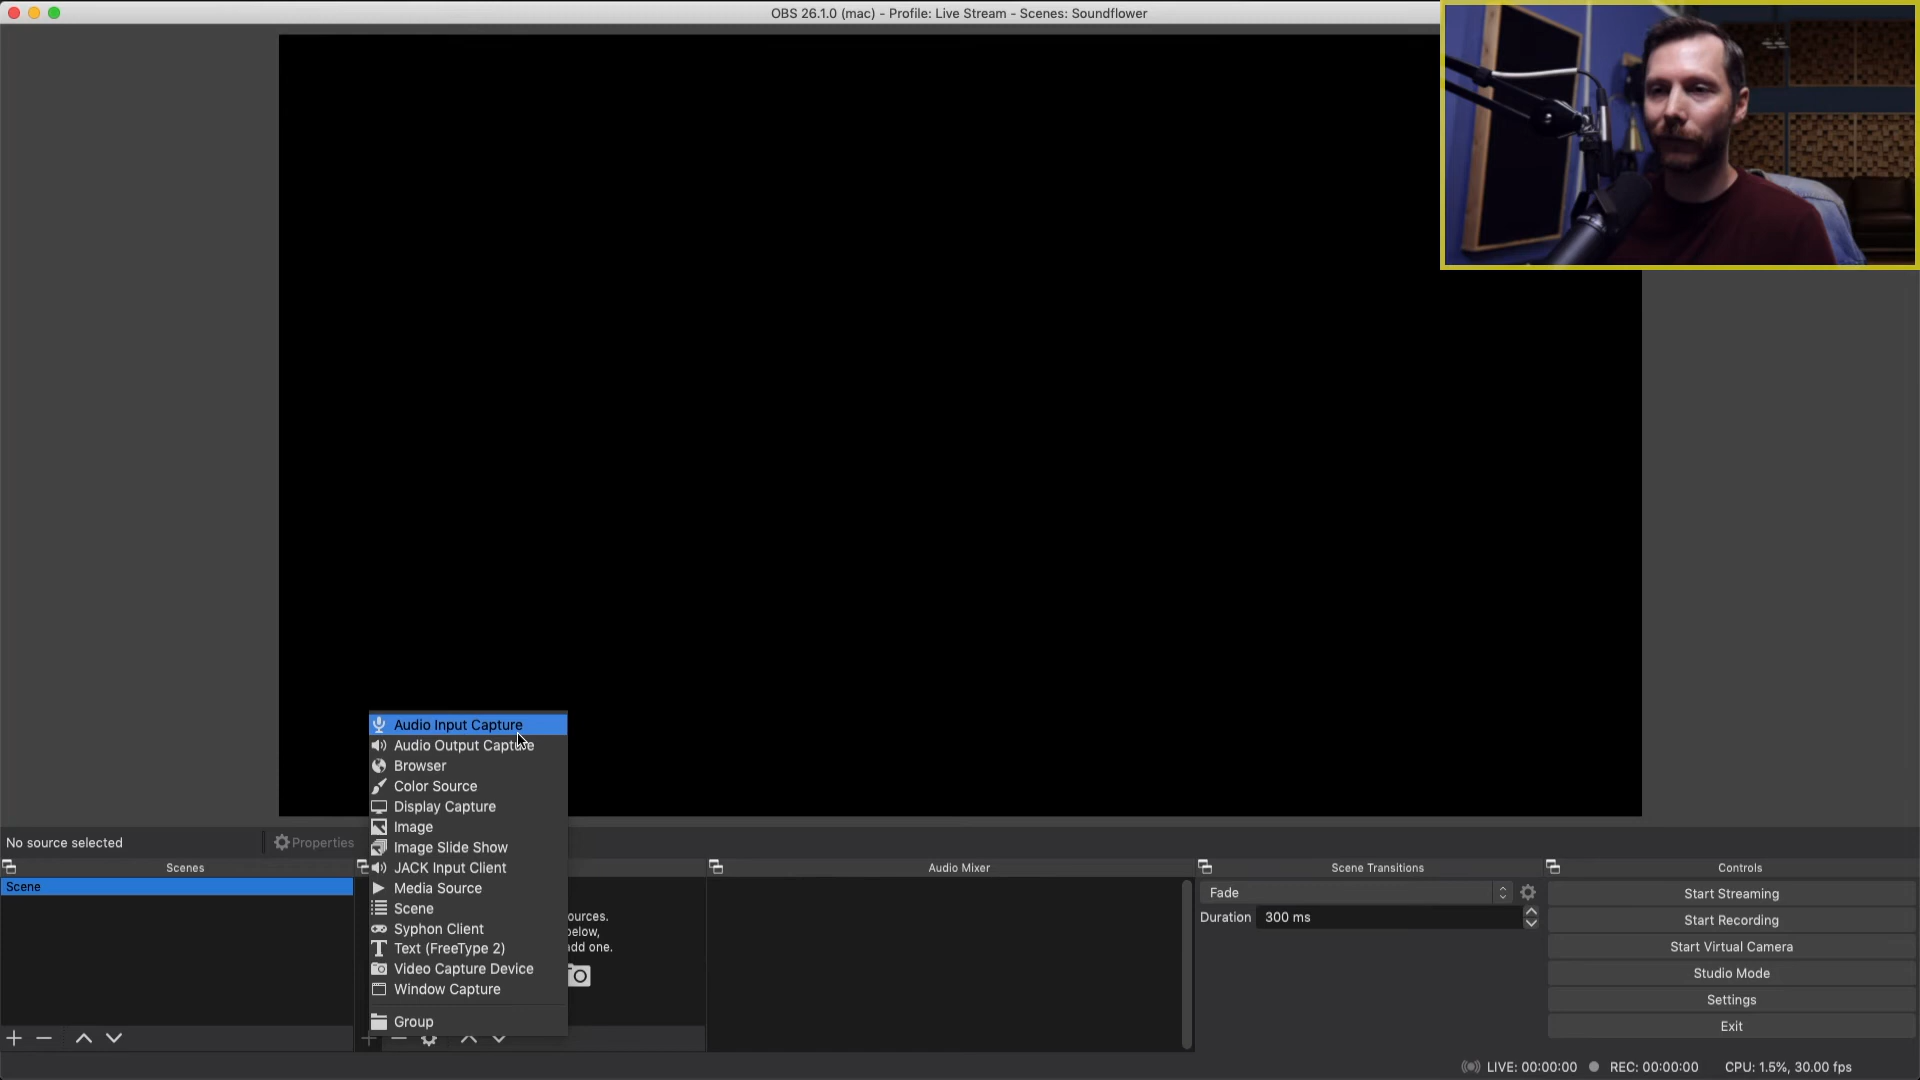 OBS 26.1.0 (mac) - Profile: Live Stream - Scenes: Soundflower
Audio Input Capture
Audio Output Capture
Browser
Color Source
Display Capture
Image
Image Slide Show
JACK Input Client
Media Source
Scene
Syphon Client
Text (FreeType 2)
Video Capture Device
Window Capture
Group
No source selected
Properties
Scenes
Scene
ources.
below,
add one.
Audio Mixer
Scene Transitions
Fade
Duration 300 ms
Controls
Start Streaming
Start Recording
Start Virtual Camera
Studio Mode
Settings
Exit
LIVE: 00:00:00 REC: 00:00:00 CPU: 1.5%, 30.00 fps